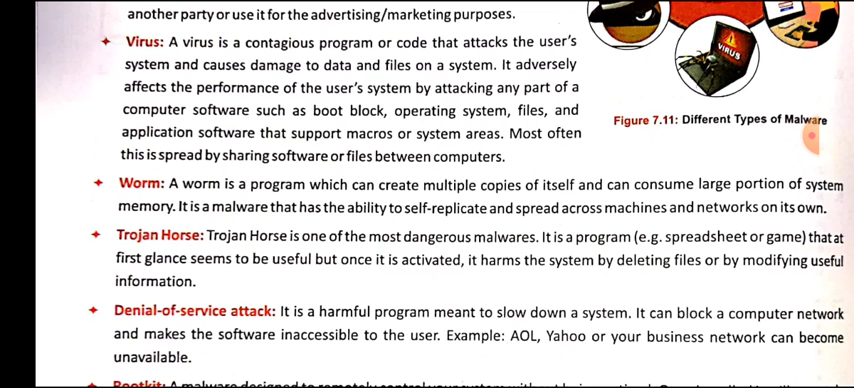 another party or use it for the advertising/marketing purposes.
Virus: A virus is a contagious program or code that attacks the user's
system and causes damage to data and files on a system. It adversely
affects the performance of the user's system by attacking any part of a
computer software such as boot block, operating system, files, and
application software that support macros or system areas. Most often
this is spread by sharing software or files between computers.
VIRUS
Figure 7.11: Different Types of Malware
Worm: A worm is a program which can create multiple copies of itself and can consume large portion of system
memory. It is a malware that has the ability to self-replicate and spread across machines and networks on its own.
Trojan Horse: Trojan Horse is one of the most dangerous malwares. It is a program (e.g. spreadsheet or game) that at
first glance seems to be useful but once it is activated, it harms the system by deleting files or by modifying useful
information.
Denial-of-service attack: It is a harmful program meant to slow down a system. It can block a computer network
and makes the software inaccessible to the user. Example: AOL, Yahoo or your business network can become
unavailable.
Rootkit: A malware designed to remotely control your system